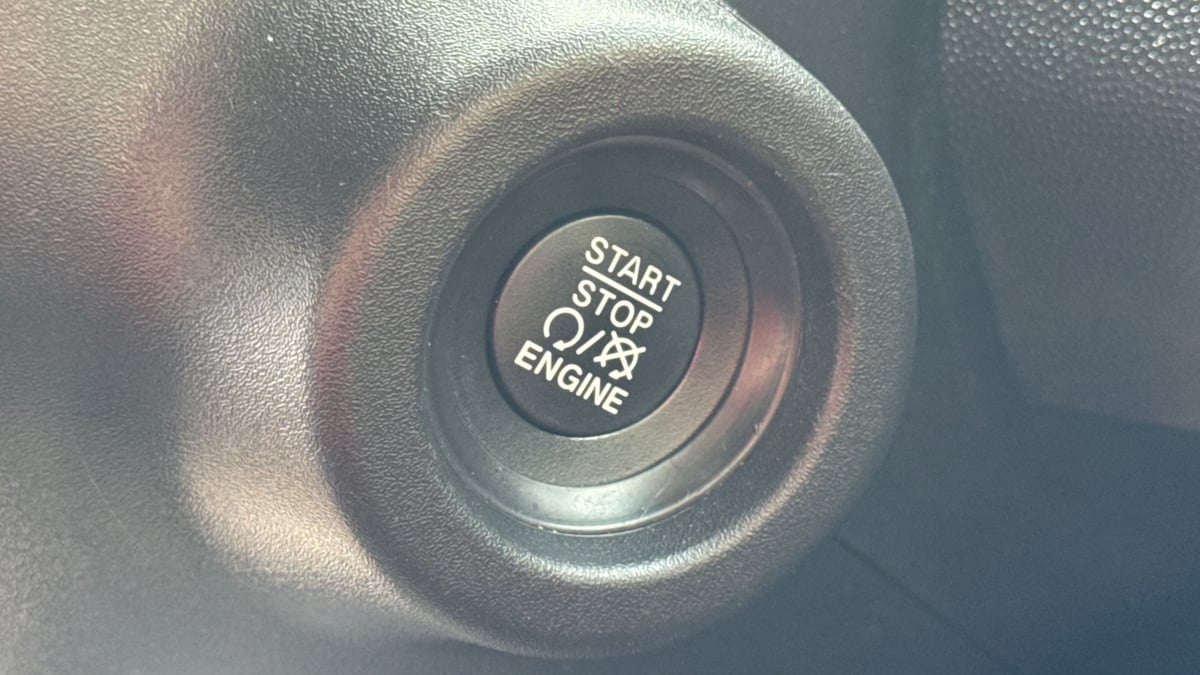 START
STOP
/
ENGINE